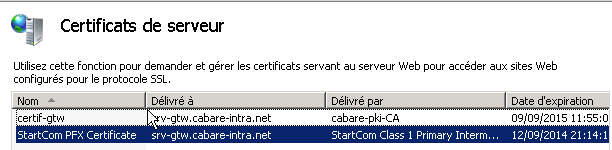 Certificats de serveur
Utilisez cette fonction pour demander et gérer les certificats servant au serveur Web pour accéder aux sites Web
configurés pour le protocole SSL.
Nom Délivré à Délivré par Date d'expiration
certif-gtw srv-gtw.cabare-intra.net cabare-pki-CA 09/09/2015 11:55:0
StartCom PFX Certificate srv-gtw.cabare-intra.net StartCom Class 1 Primary Interm... 12/09/2014 21:14:1